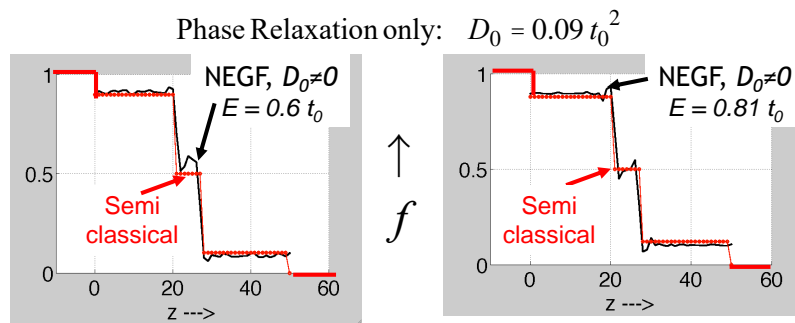 Phase Relaxation only: D₀ = 0.09 t₀²
1
0.5
0
NEGF, D₀≠0
E = 0.6 t₀
Semi
classical
0
20
40
60
z --->
↑
f
1
0.5
0
NEGF, D₀≠0
E = 0.81 t₀
Semi
classical
0
20
40
60
z --->